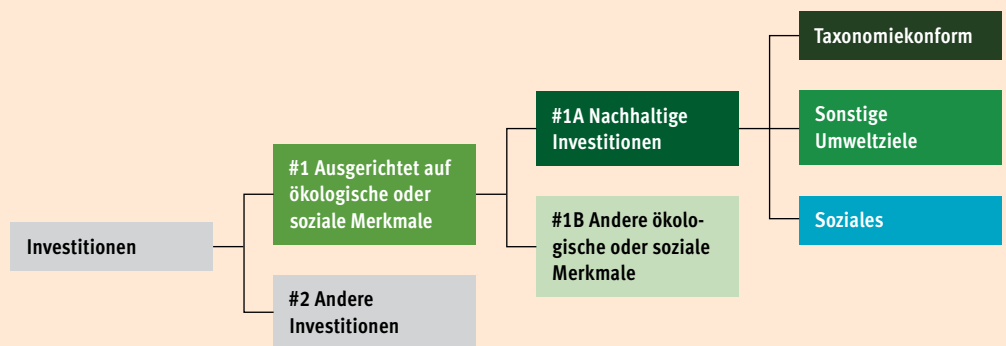 Taxonomiekonform
#1A Nachhaltige
Investitionen
Sonstige
Umweltziele
#1 Ausgerichtet auf
ökologische oder
soziale Merkmale
#1B Andere ökolo-
gische oder soziale
Merkmale
Soziales
Investitionen
#2 Andere
Investitionen